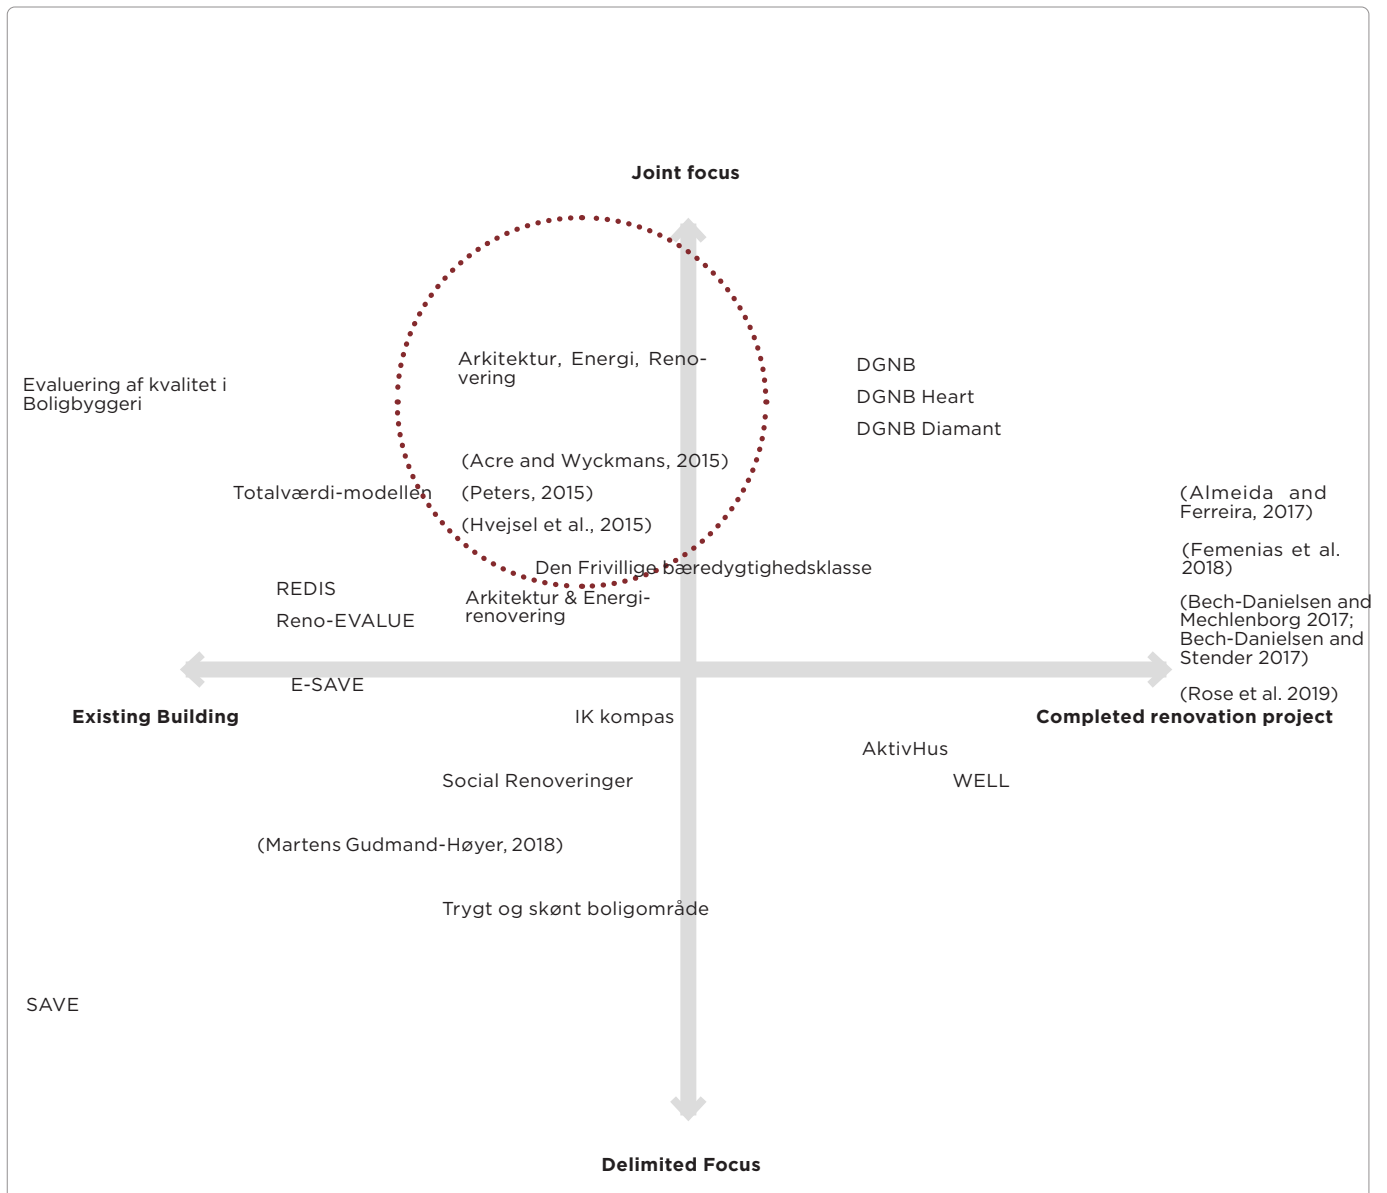 Joint focus
Arkitektur, Energi, Reno-
vering
Evaluering af kvalitet i
Boligbyggeri
DGNB
DGNB Heart
DGNB Diamant
(Acre and Wyckmans, 2015)
Totalværdi-modellen
(Peters, 2015)
(Hvejsel et al., 2015)
(Almeida and
Ferreira, 2017)
Den Frivillige bæredygtighedsklasse
(Femenias et al.
2018)
REDIS
Reno-EVALUE
Arkitektur & Energi-
renovering
(Bech-Danielsen and
Mechlenborg 2017;
Bech-Danielsen and
Stender 2017)
E-SAVE
(Rose et al. 2019)
Existing Building
IK kompas
Completed renovation project
AktivHus
Social Renoveringer
WELL
(Martens Gudmand-Høyer, 2018)
Trygt og skønt boligområde
SAVE
Delimited Focus